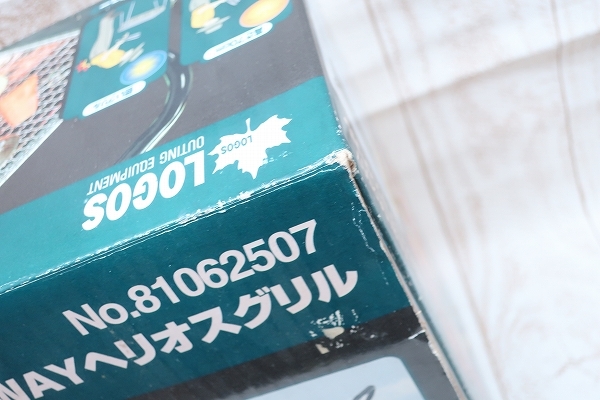 LOGOS
OUTING EQUIPMENT
LOGOS
No.81062507
WAYヘリオスグリル